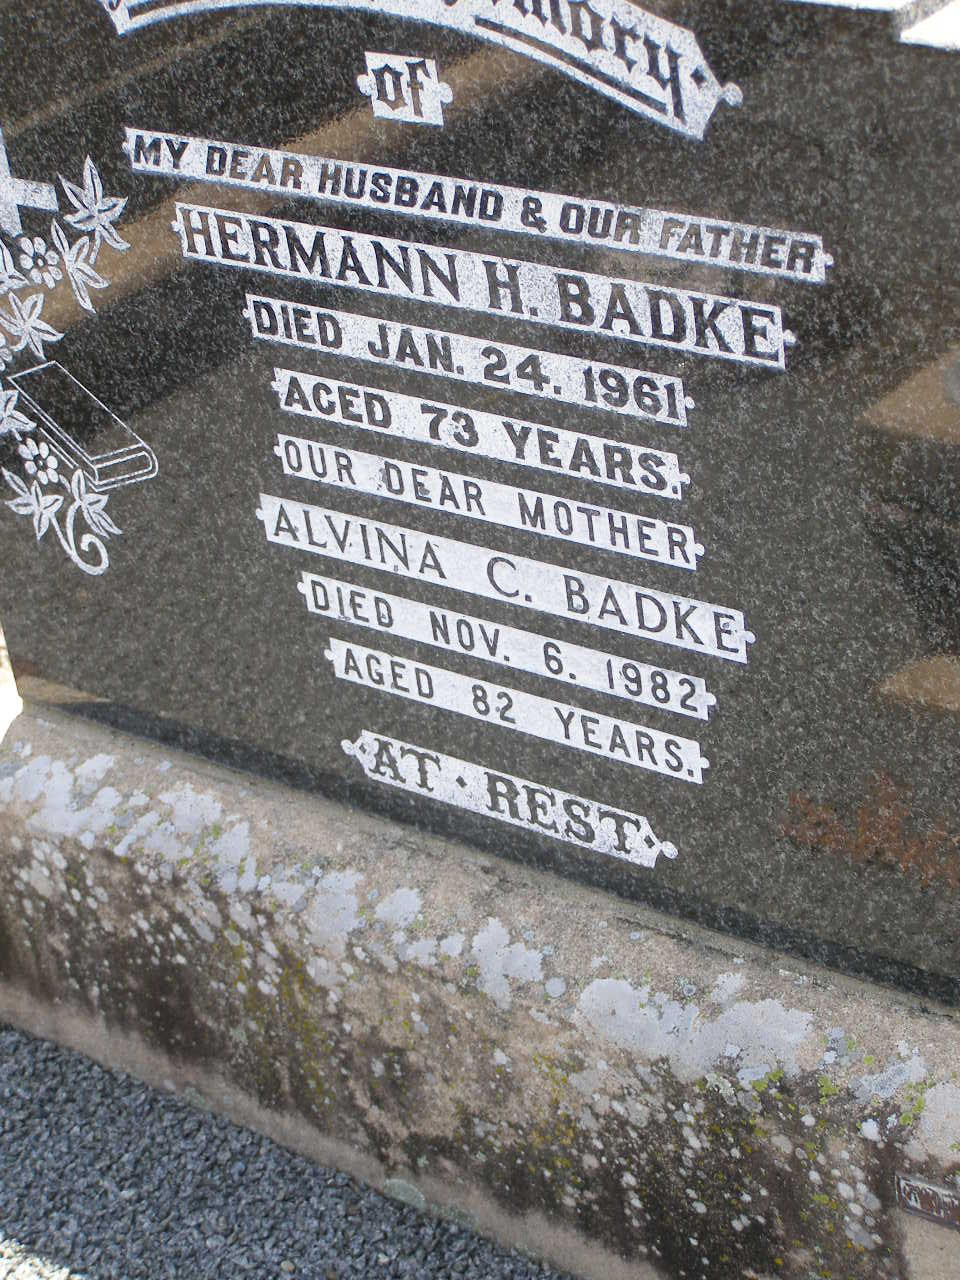 Memory
of
MY DEAR HUSBAND & OUR FATHER
HERMANN H. BADKE
DIED JAN. 24. 1961
AGED 73 YEARS.
OUR DEAR MOTHER
ALVINA C. BADKE
DIED NOV. 6. 1982
AGED 82 YEARS.
AT · REST